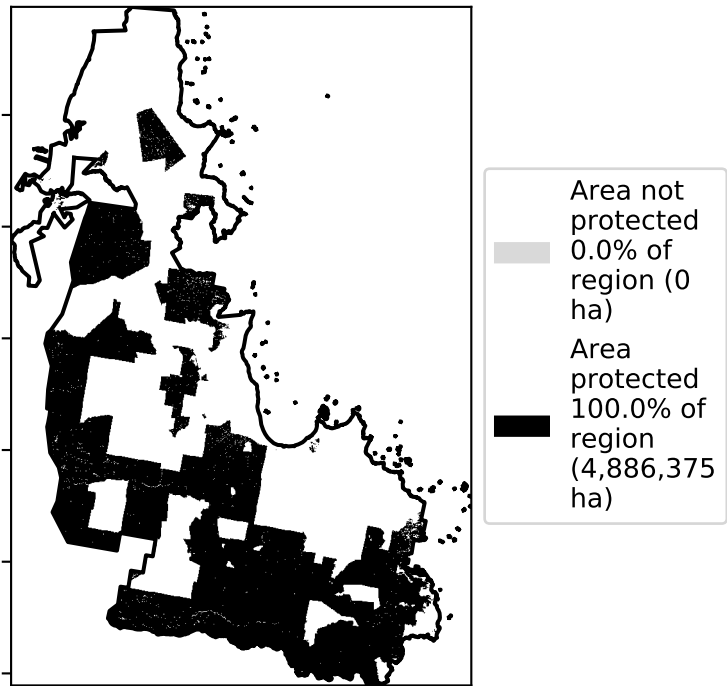 Area not
protected
0.0% of
region (0
ha)
Area
protected
100.0% of
region
(4,886,375
ha)